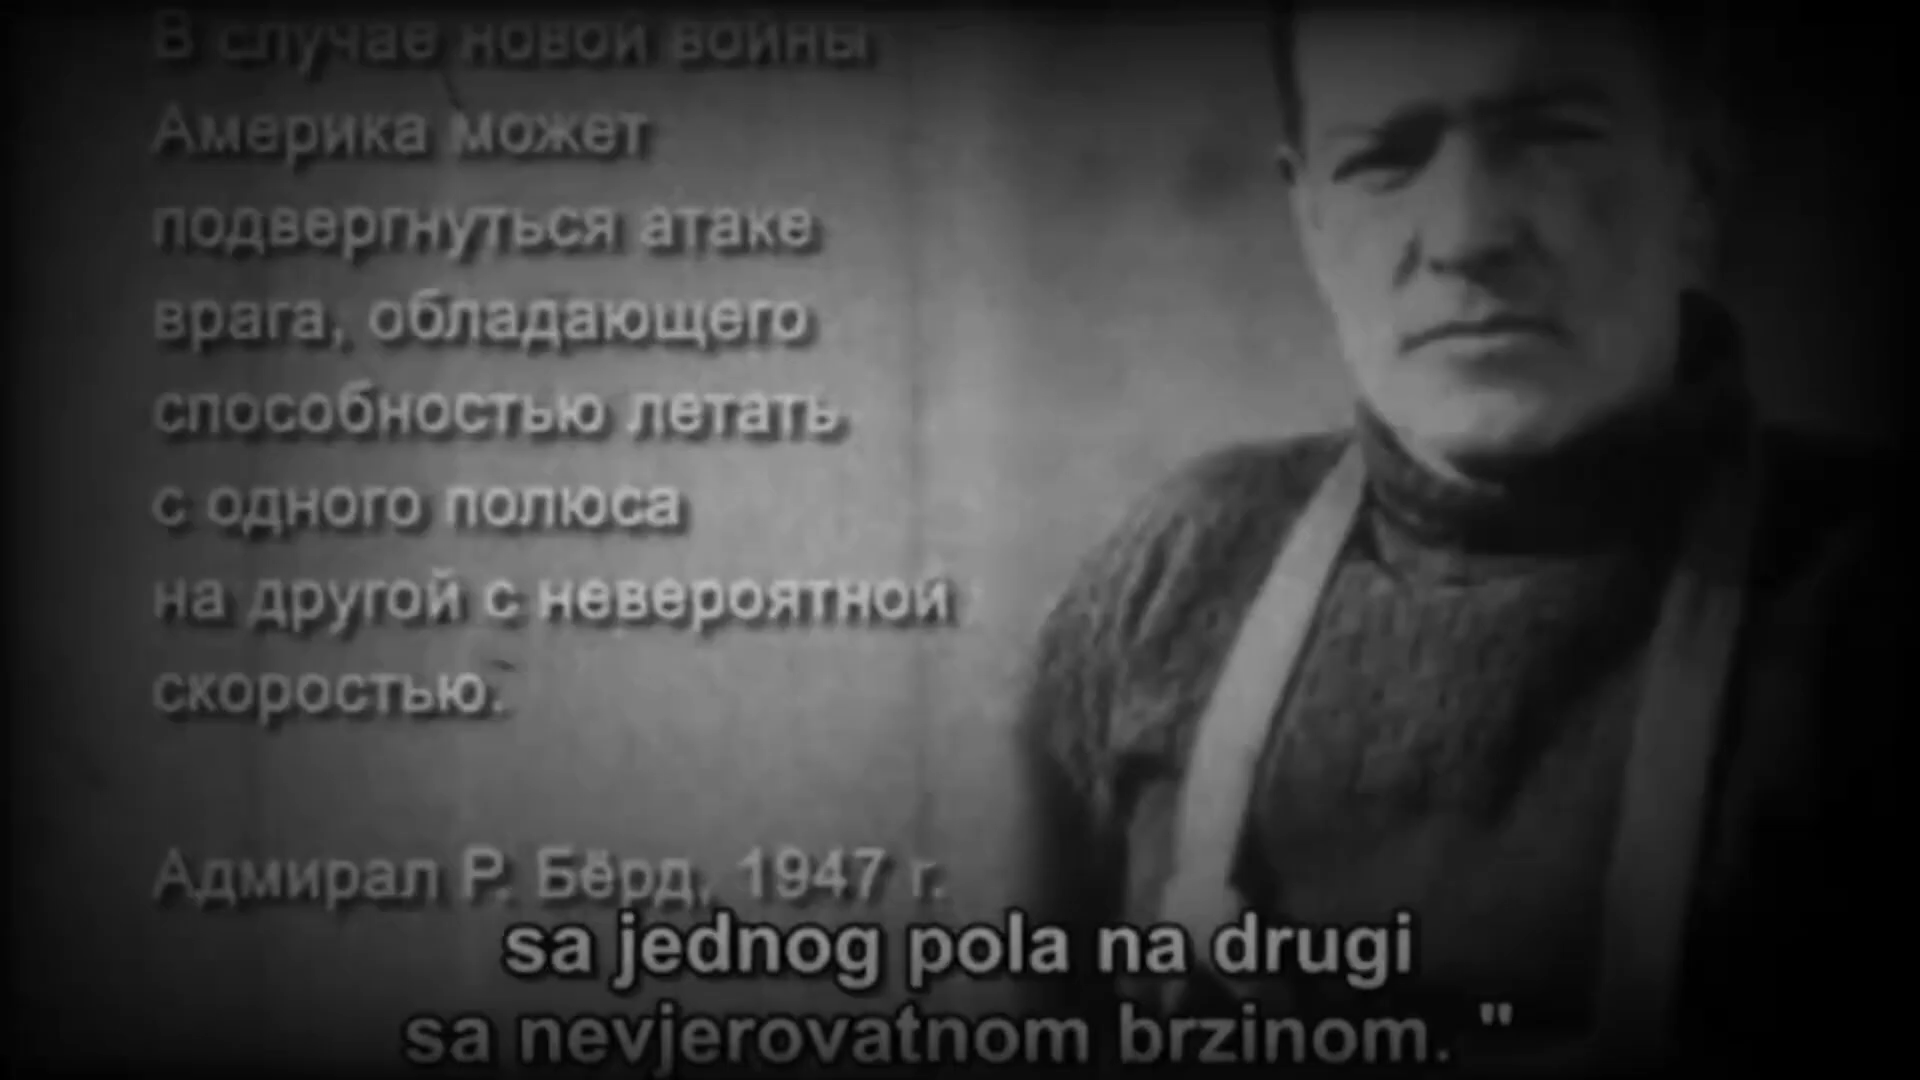 В случае новой войны
Америка может
подвергнуться атаке
врага, обладающего
способностью летать
с одного полюса
на другой с невероятной
скоростью.
Адмирал Р. Бёрд, 1947 г.
sa jednog pola na drugi
sa nevjerovatnom brzinom. "